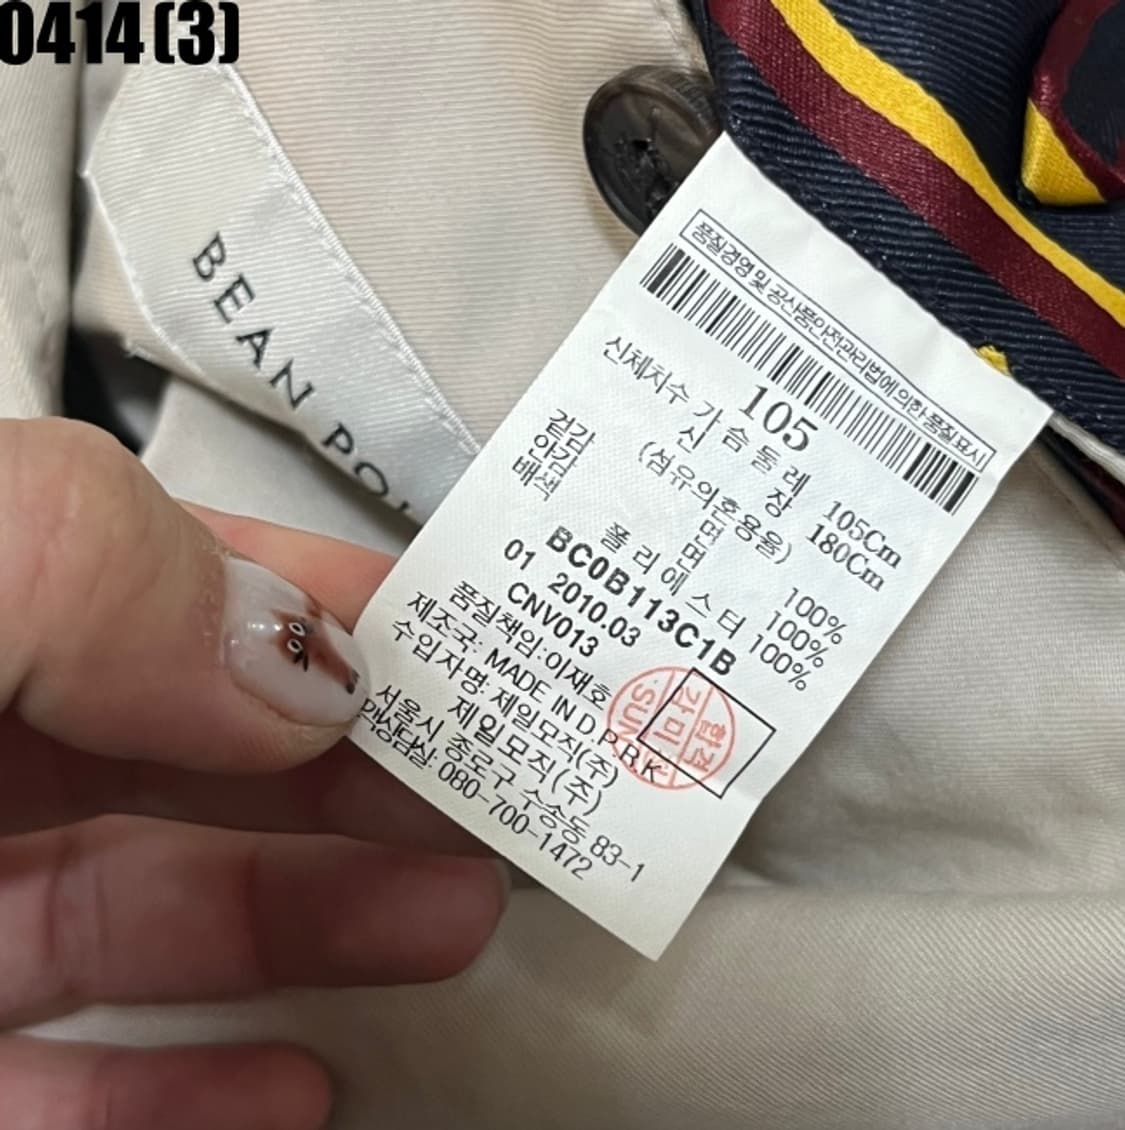 0414(3)
BEAN PO
품질경영 및 공산품안전관리법에 의한 품질표시
105
신체치수 가슴둘레 105Cm
신장 180Cm
(섬유의혼용율)
겉감 면 100%
안감 면 100%
배색 폴리에스터 100%
BC0B113C1B
01 2010.03
CNV013
품질책임:이재호
제조국: MADE IN D.P.R.K
수입자명: 제일모직(주)
제일모직(주)
서울시 종로구 수송동 83-1
객상담실: 080-700-1472
합격
SUN